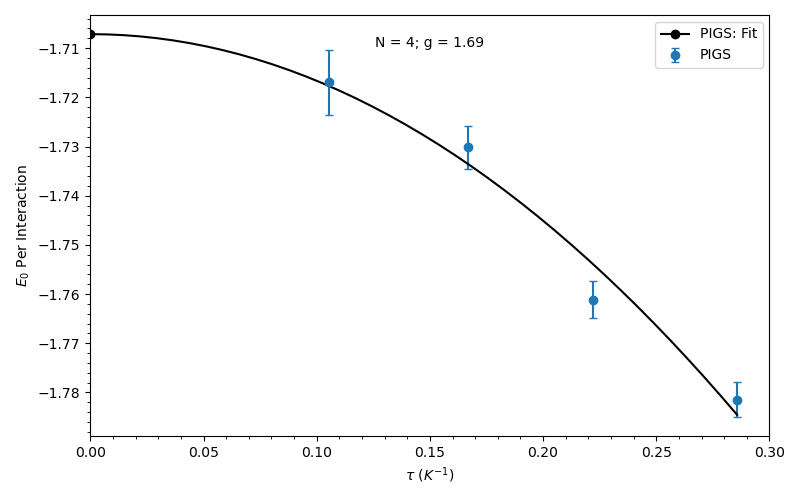 N = 4; g = 1.69
PIGS: Fit
PIGS
E₀ Per Interaction
−1.71
−1.72
−1.73
−1.74
−1.75
−1.76
−1.77
−1.78
0.00 0.05 0.10 0.15 0.20 0.25 0.30
τ (K⁻¹)